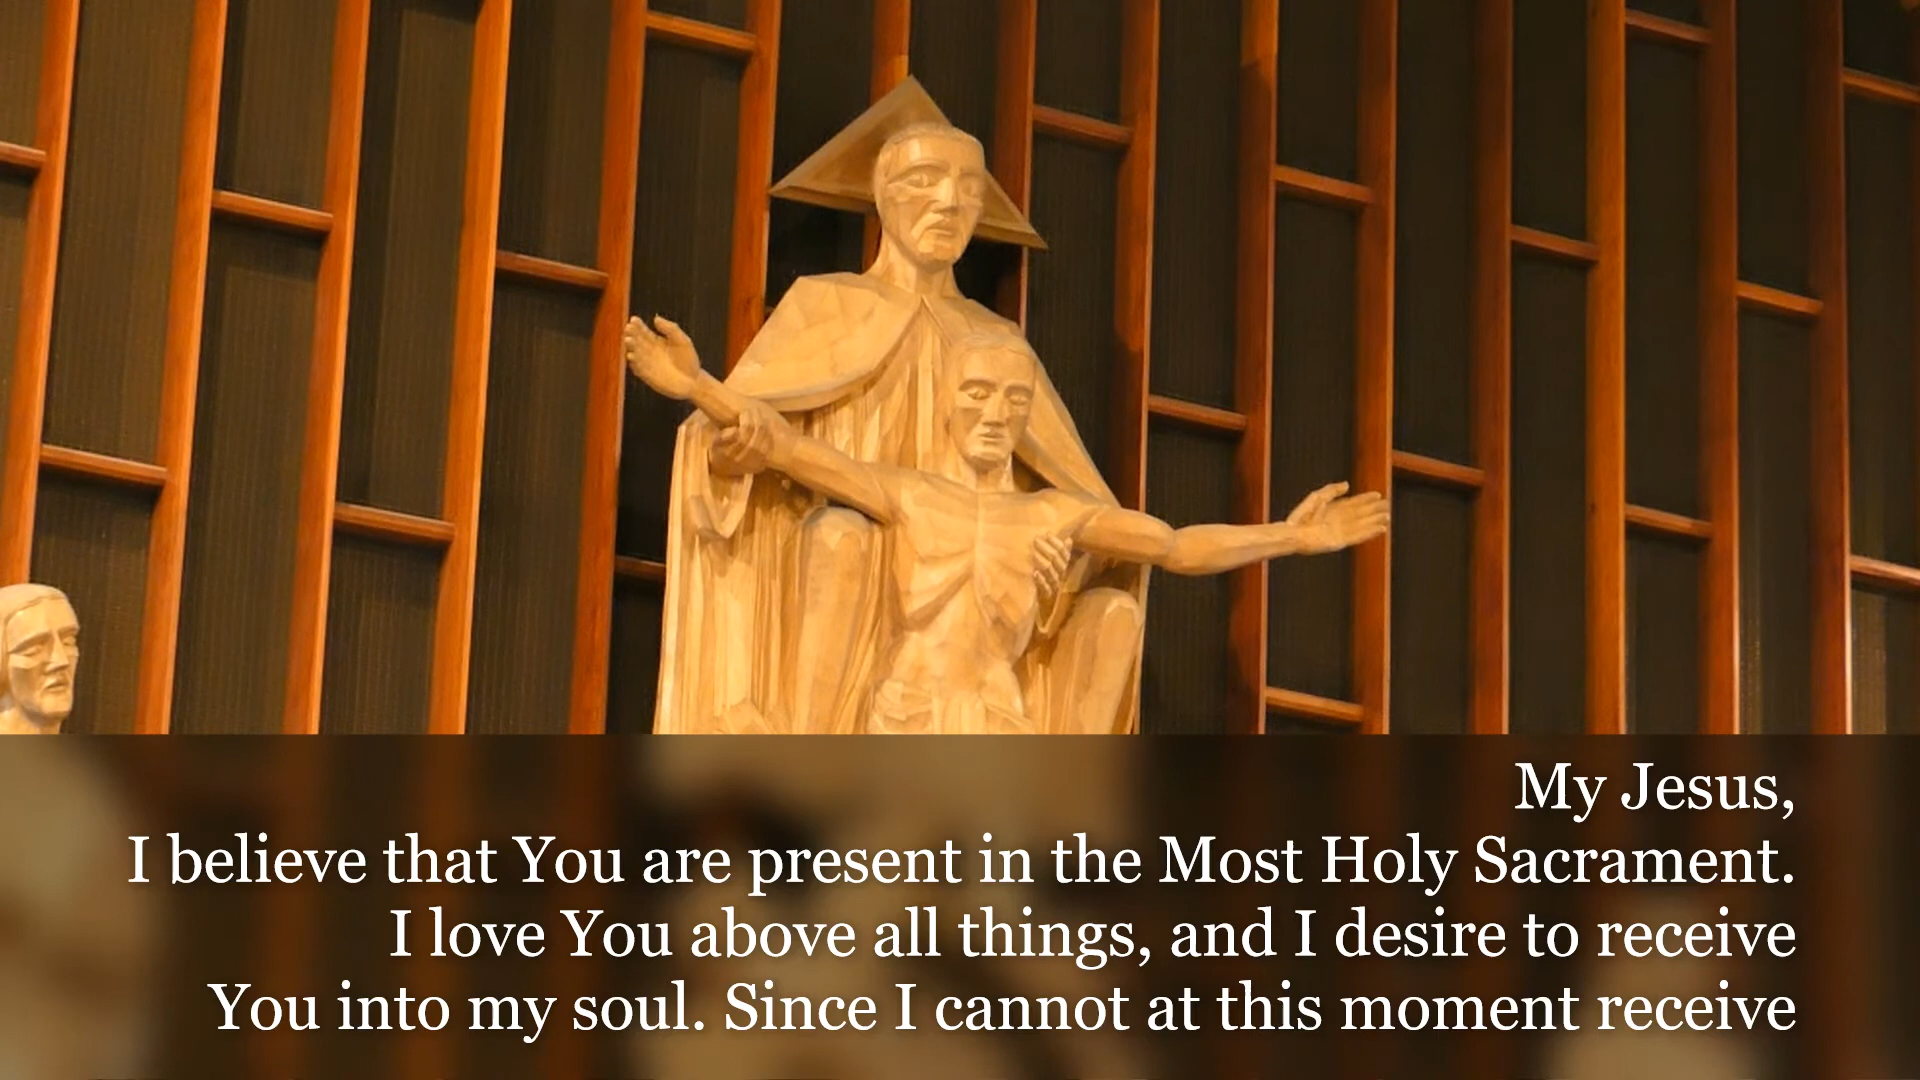 My Jesus,
I believe that You are present in the Most Holy Sacrament.
I love You above all things, and I desire to receive
You into my soul. Since I cannot at this moment receive